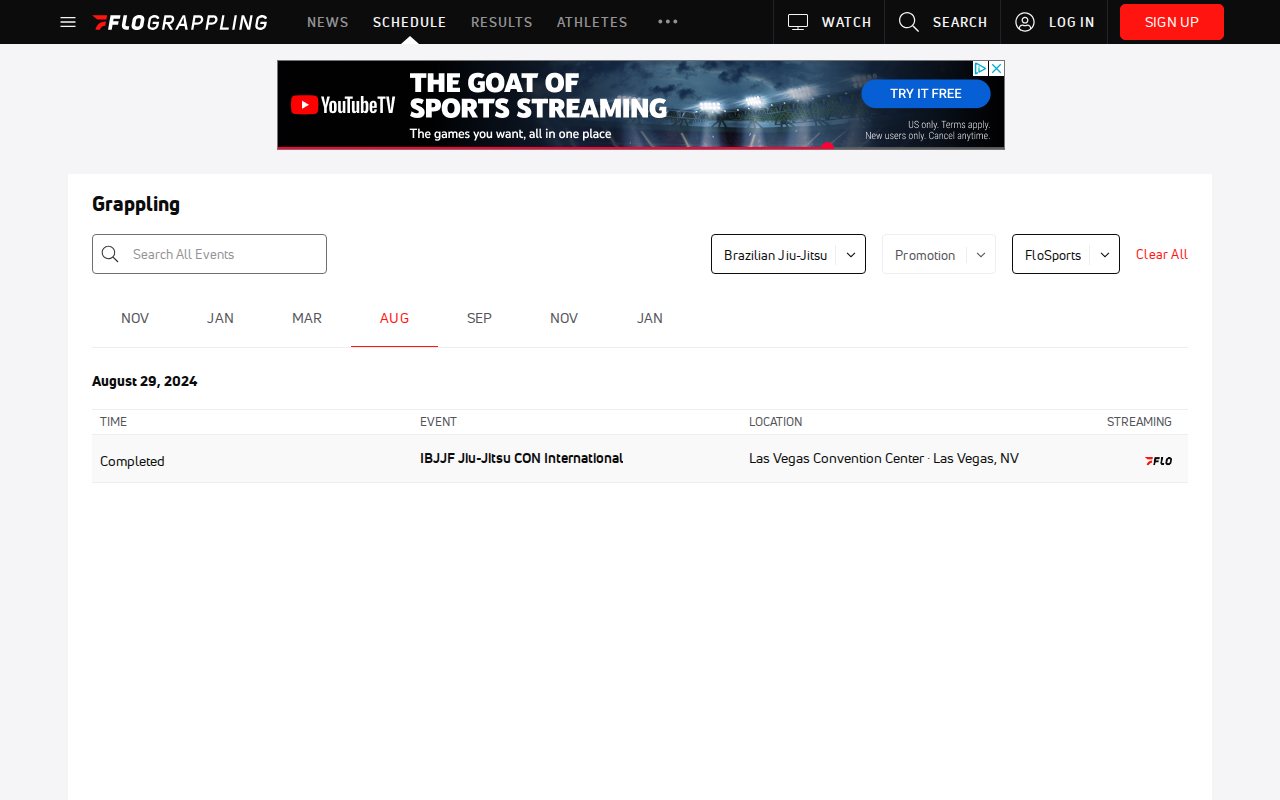 FLOGRAPPLING NEWS SCHEDULE RESULTS ATHLETES WATCH SEARCH LOG IN SIGN UP
YouTubeTV
THE GOAT OF
SPORTS STREAMING
The games you want, all in one place
TRY IT FREE
US only. Terms apply.
New users only. Cancel anytime.
Grappling
Search All Events Brazilian Jiu-Jitsu Promotion FloSports Clear All
NOV JAN MAR AUG SEP NOV JAN
August 29, 2024
TIME EVENT LOCATION STREAMING
Completed IBJJF Jiu-Jitsu CON International Las Vegas Convention Center · Las Vegas, NV FLO